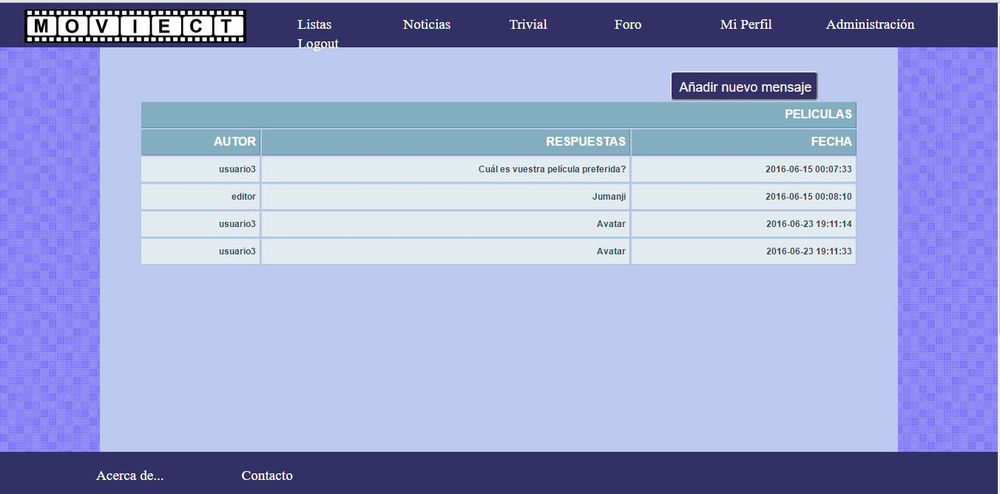 MOVIECT
Listas Noticias Trivial Foro Mi Perfil Administración
Logout
Añadir nuevo mensaje
PELICULAS
AUTOR RESPUESTAS FECHA
usuario3 Cuál es vuestra película preferida? 2016-06-15 00:07:33
editor Jumanji 2016-06-15 00:08:10
usuario3 Avatar 2016-06-23 19:11:14
usuario3 Avatar 2016-06-23 19:11:33
Acerca de... Contacto